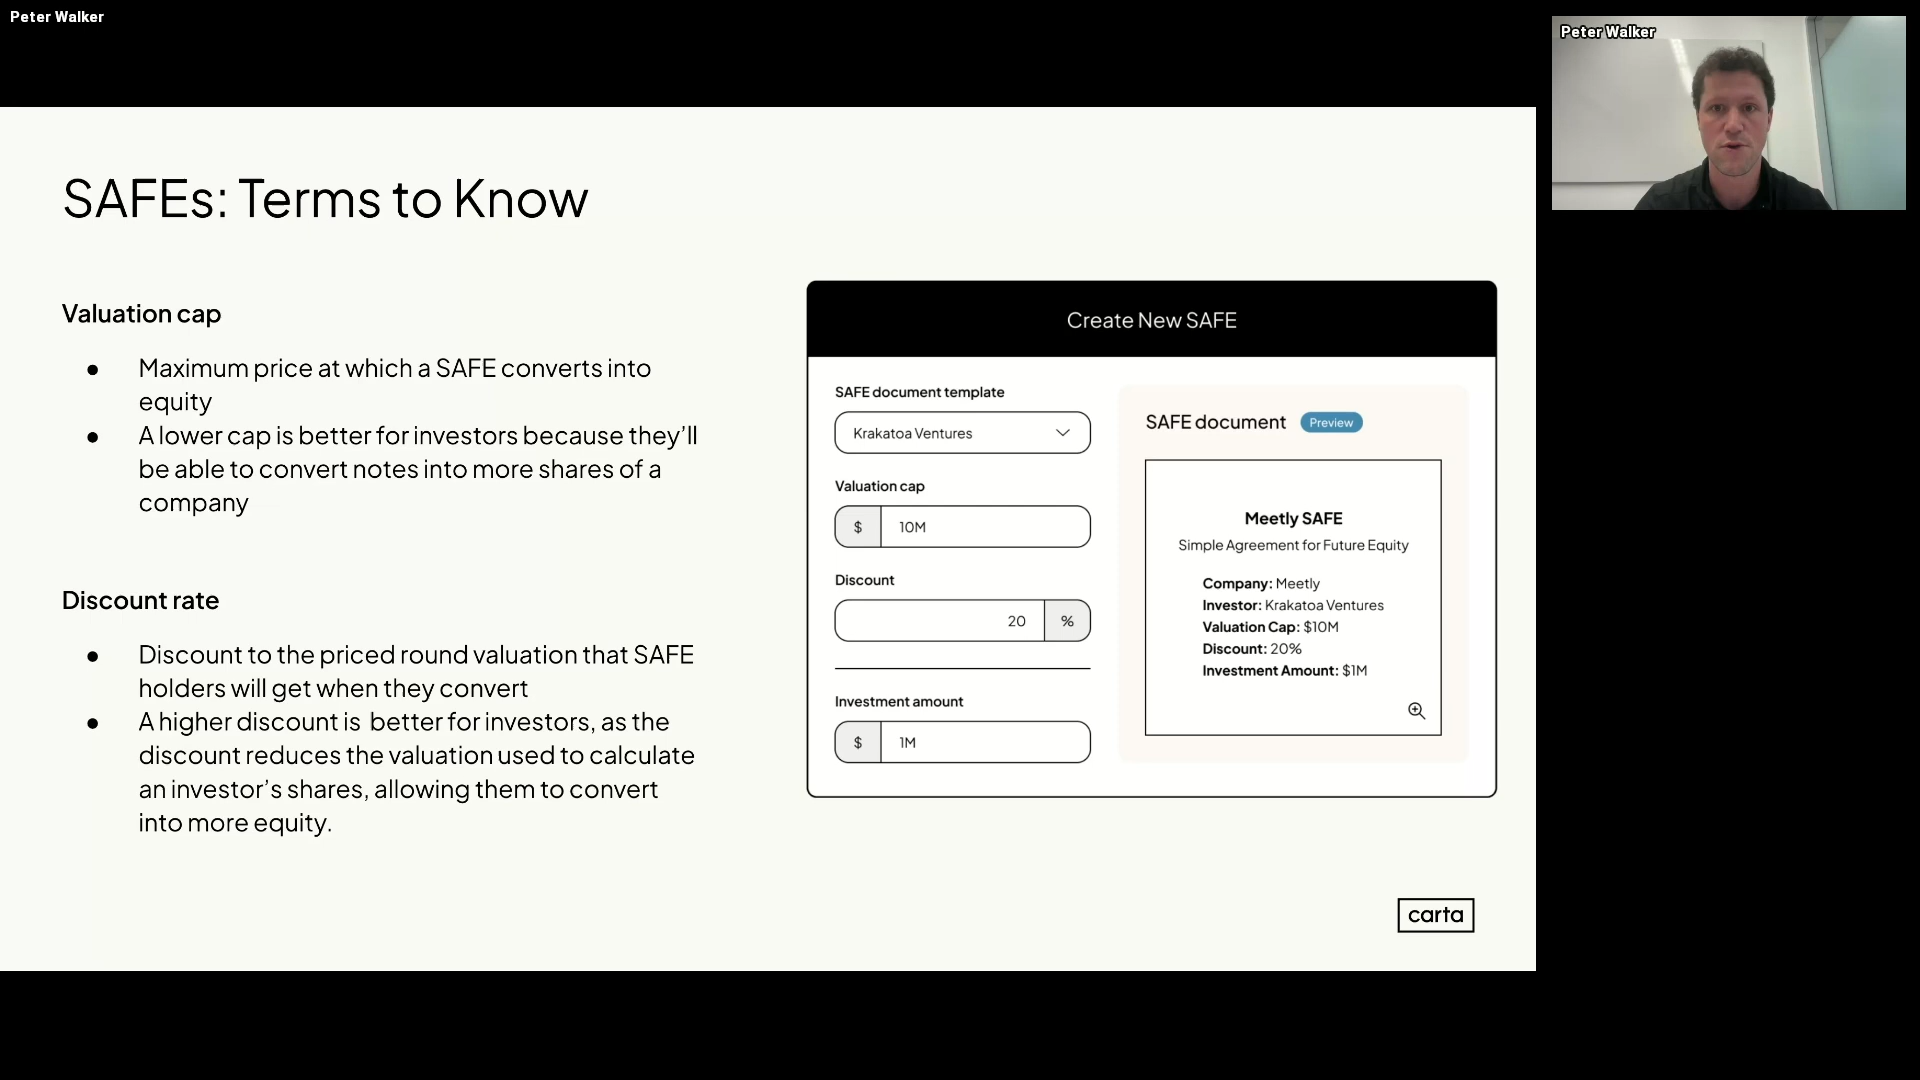 Peter Walker
Peter Walker
SAFEs: Terms to Know
Valuation cap
● Maximum price at which a SAFE converts into
equity
● A lower cap is better for investors because they’ll
be able to convert notes into more shares of a
company
Discount rate
● Discount to the priced round valuation that SAFE
holders will get when they convert
● A higher discount is  better for investors, as the
discount reduces the valuation used to calculate
an investor’s shares, allowing them to convert
into more equity.
Create New SAFE
SAFE document template
Krakatoa Ventures
Valuation cap
$ 10M
Discount
20 %
Investment amount
$ 1M
SAFE document Preview
Meetly SAFE
Simple Agreement for Future Equity
Company: Meetly
Investor: Krakatoa Ventures
Valuation Cap: $10M
Discount: 20%
Investment Amount: $1M
carta